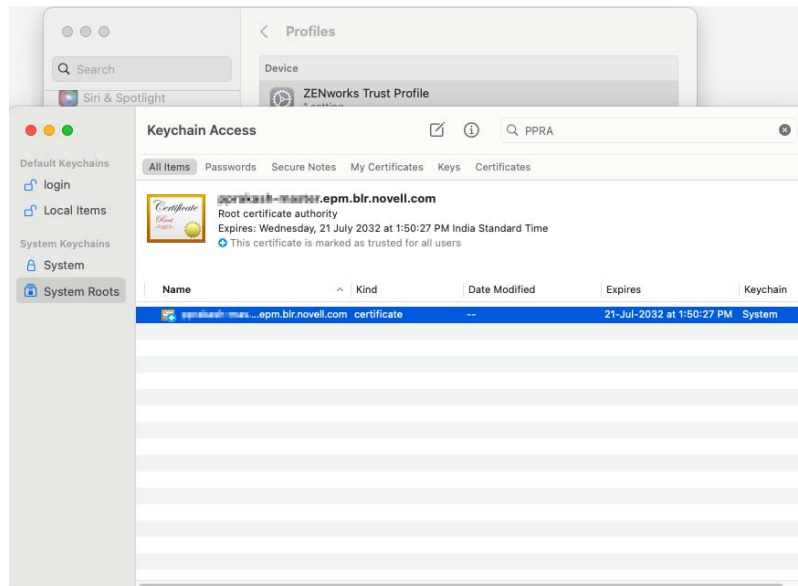 Profiles
Search
Device
Siri & Spotlight
ZENworks Trust Profile
Keychain Access
PPRA
Default Keychains
login
Local Items
System Keychains
System
System Roots
All Items Passwords Secure Notes My Certificates Keys Certificates
Certificate
Root
.epm.blr.novell.com
Root certificate authority
Expires: Wednesday, 21 July 2032 at 1:50:27 PM India Standard Time
This certificate is marked as trusted for all users
Name Kind Date Modified Expires Keychain
...epm.blr.novell.com certificate -- 21-Jul-2032 at 1:50:27 PM System